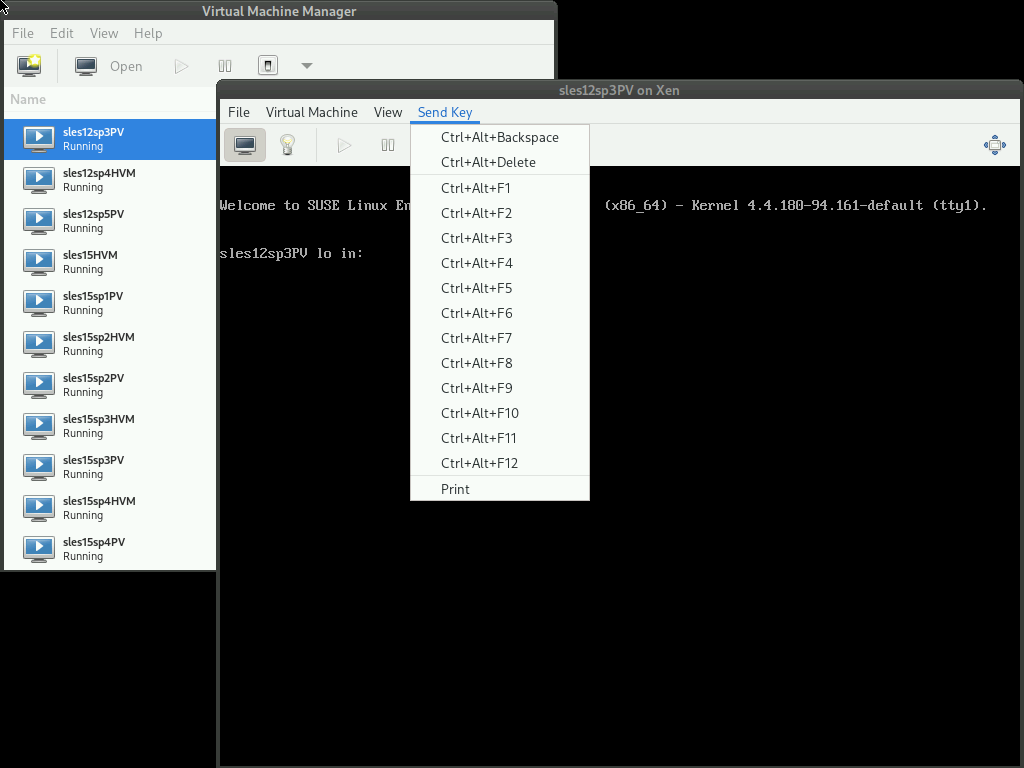 Virtual Machine Manager
File Edit View Help
Open
Name
sles12sp3PV
Running
sles12sp4HVM
Running
sles12sp5PV
Running
sles15HVM
Running
sles15sp1PV
Running
sles15sp2HVM
Running
sles15sp2PV
Running
sles15sp3HVM
Running
sles15sp3PV
Running
sles15sp4HVM
Running
sles15sp4PV
Running
sles12sp3PV on Xen
File Virtual Machine View Send Key
Ctrl+Alt+Backspace
Ctrl+Alt+Delete
Ctrl+Alt+F1
Ctrl+Alt+F2
Ctrl+Alt+F3
Ctrl+Alt+F4
Ctrl+Alt+F5
Ctrl+Alt+F6
Ctrl+Alt+F7
Ctrl+Alt+F8
Ctrl+Alt+F9
Ctrl+Alt+F10
Ctrl+Alt+F11
Ctrl+Alt+F12
Print
Welcome to SUSE Linux (x86_64) - Kernel 4.4.180-94.161-default (tty1).
sles12sp3PV lo in: